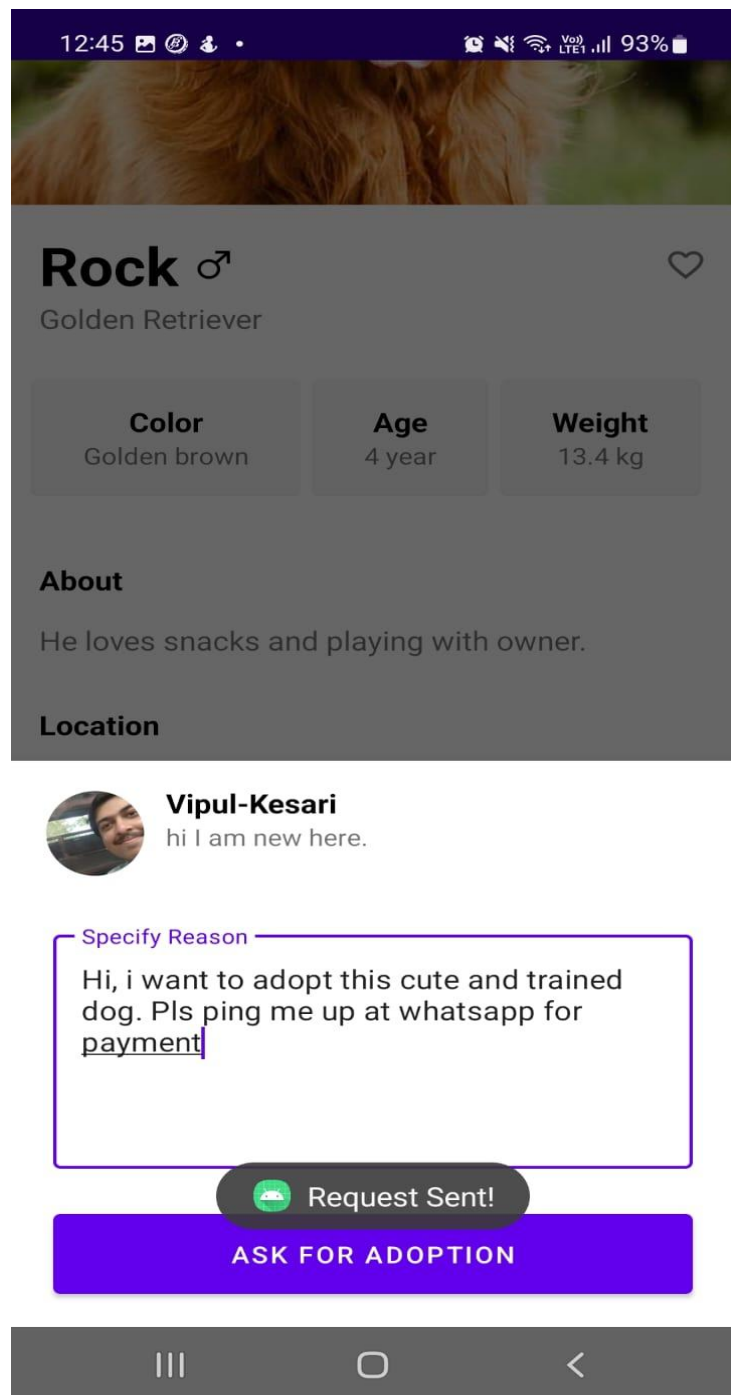 12:45
Vo)) LTE1 93%
Rock ♂
Golden Retriever
Color Age Weight
Golden brown 4 year 13.4 kg
About
He loves snacks and playing with owner.
Location
Vipul-Kesari
hi I am new here.
Specify Reason
Hi, i want to adopt this cute and trained
dog. Pls ping me up at whatsapp for
payment
Request Sent!
ASK FOR ADOPTION